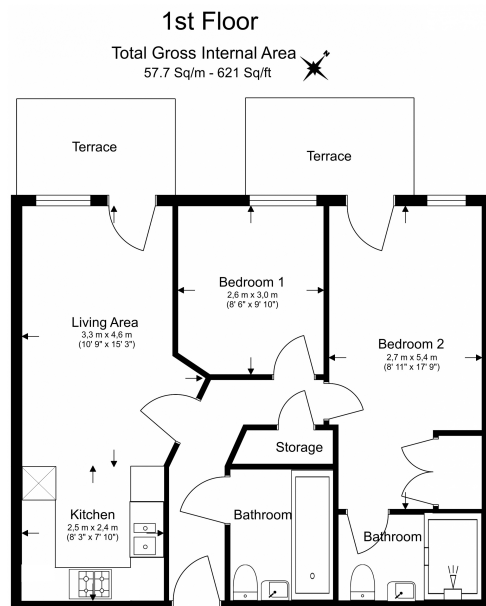 1st Floor
Total Gross Internal Area
57.7 Sq/m - 621 Sq/ft
N
Terrace
Terrace
Bedroom 1
2,6 m x 3,0 m
(8' 6" x 9' 10")
Living Area
3,3 m x 4,6 m
(10' 9" x 15' 3")
Bedroom 2
2,7 m x 5,4 m
(8' 11" x 17' 9")
Storage
Kitchen
2,5 m x 2,4 m
(8' 3" x 7' 10")
Bathroom
Bathroom